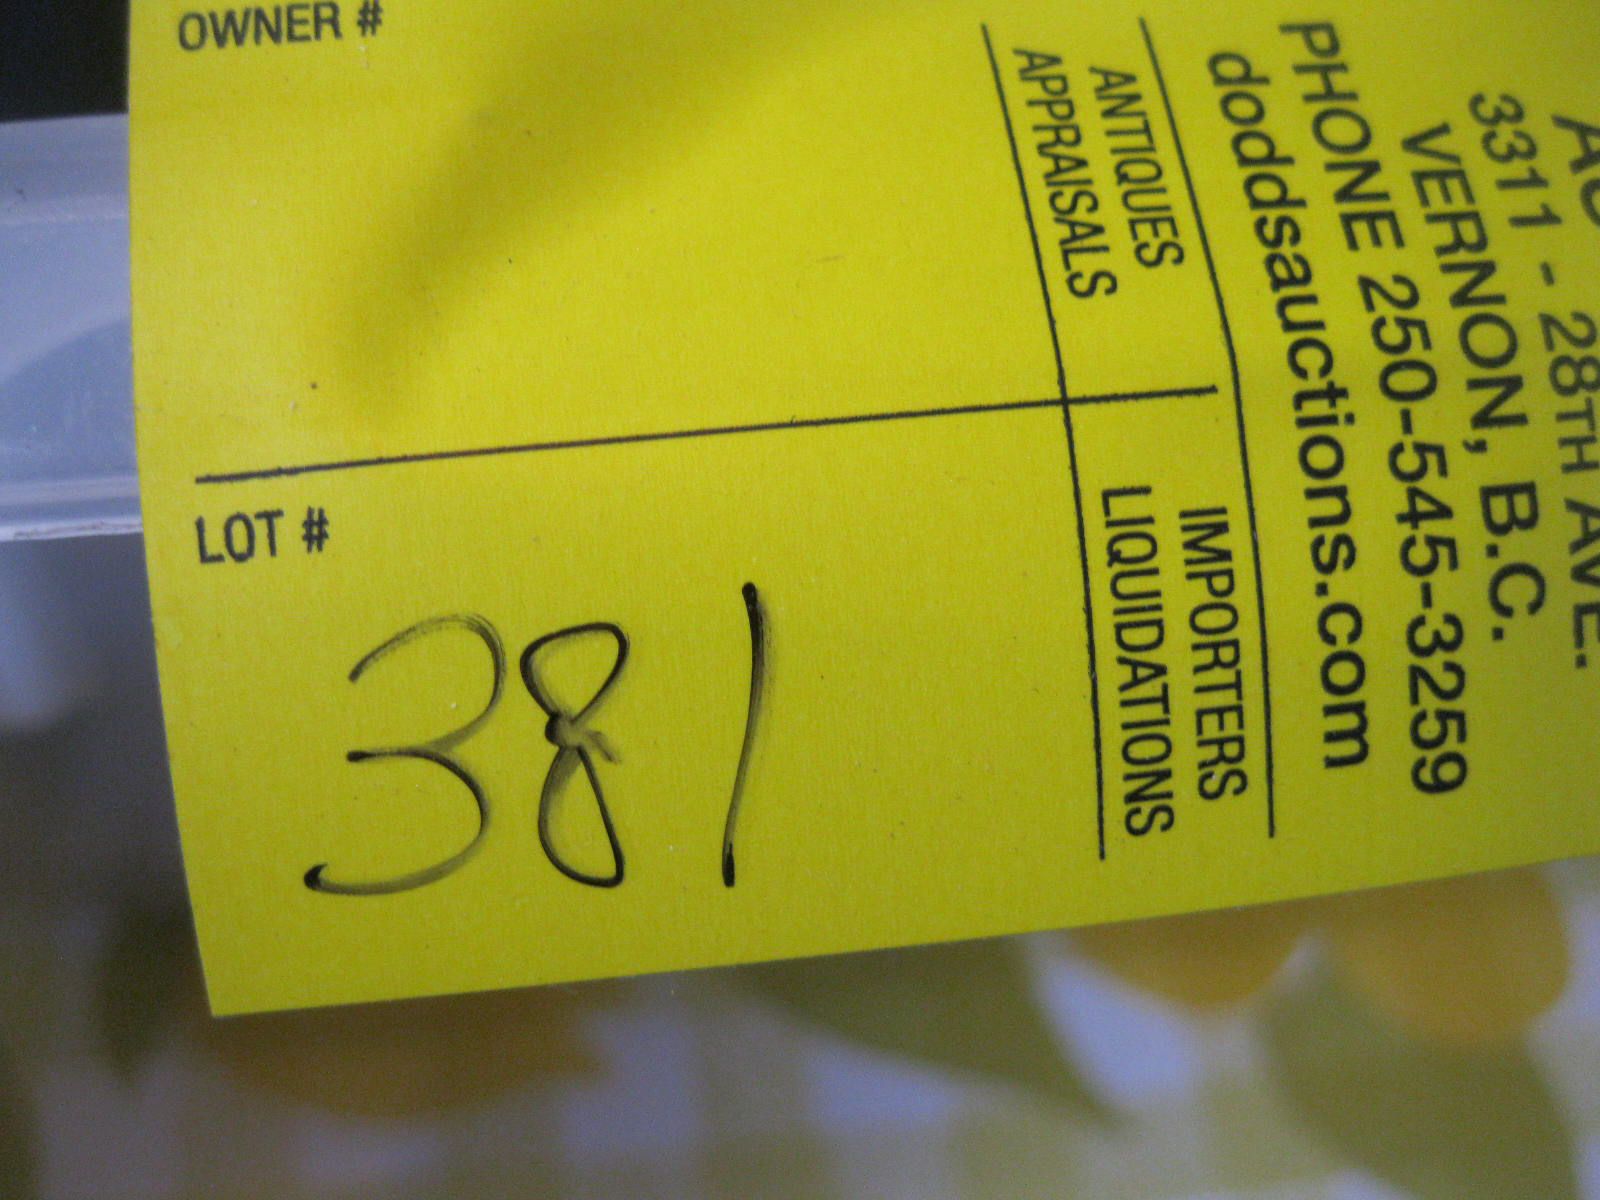 3311 - 28TH AVE.
VERNON, B.C.
PHONE 250-545-3259
doddsauctions.com
ANTIQUES
APPRAISALS
IMPORTERS
LIQUIDATIONS
OWNER #
LOT #
381